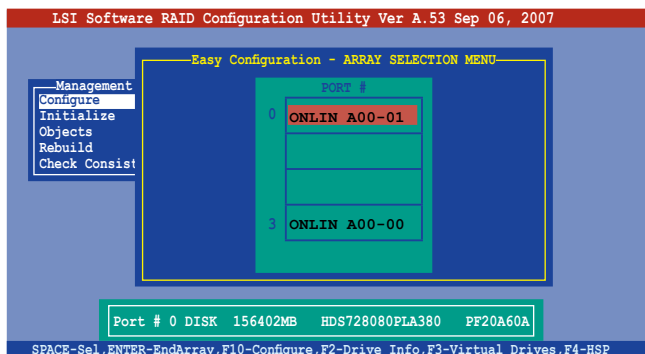 LSI Software RAID Configuration Utility Ver A.53 Sep 06, 2007
Easy Configuration - ARRAY SELECTION MENU
Management
Configure
Initialize
Objects
Rebuild
Check Consist
PORT #
0 ONLIN A00-01
3 ONLIN A00-00
Port # 0 DISK 156402MB HDS728080PLA380 PF20A60A
SPACE-Sel,ENTER-EndArray,F10-Configure,F2-Drive Info,F3-Virtual Drives,F4-HSP